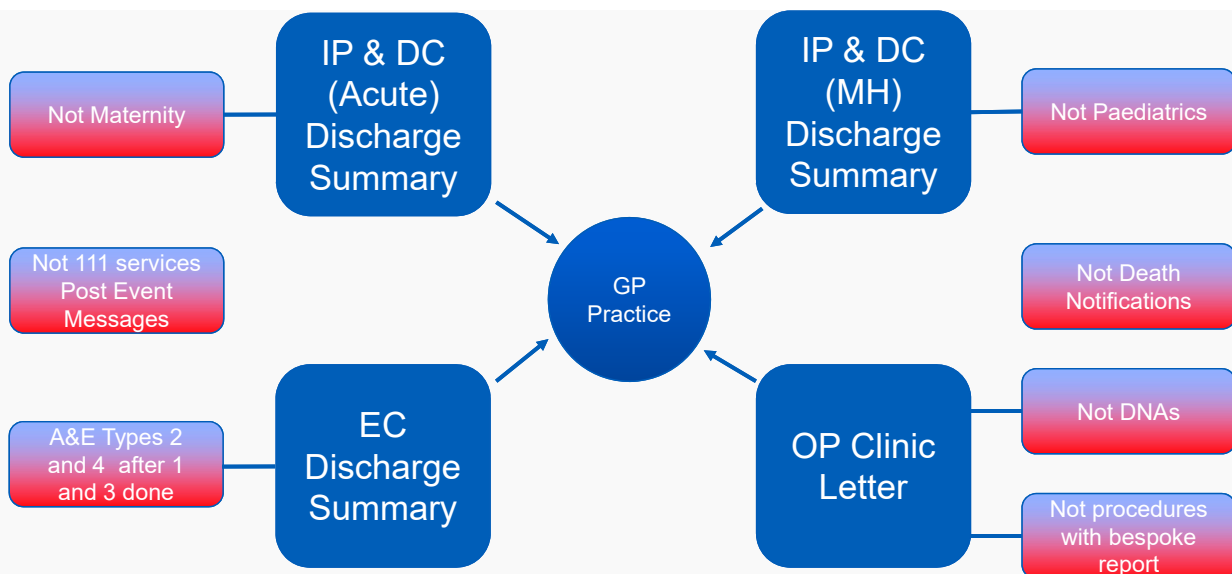 IP & DC
(Acute)
Discharge
Summary
IP & DC
(MH)
Discharge
Summary
Not Maternity
Not Paediatrics
Not 111 services
Post Event
Messages
GP
Practice
Not Death
Notifications
A&E Types 2
and 4 after 1
and 3 done
EC
Discharge
Summary
OP Clinic
Letter
Not DNAs
Not procedures
with bespoke
report